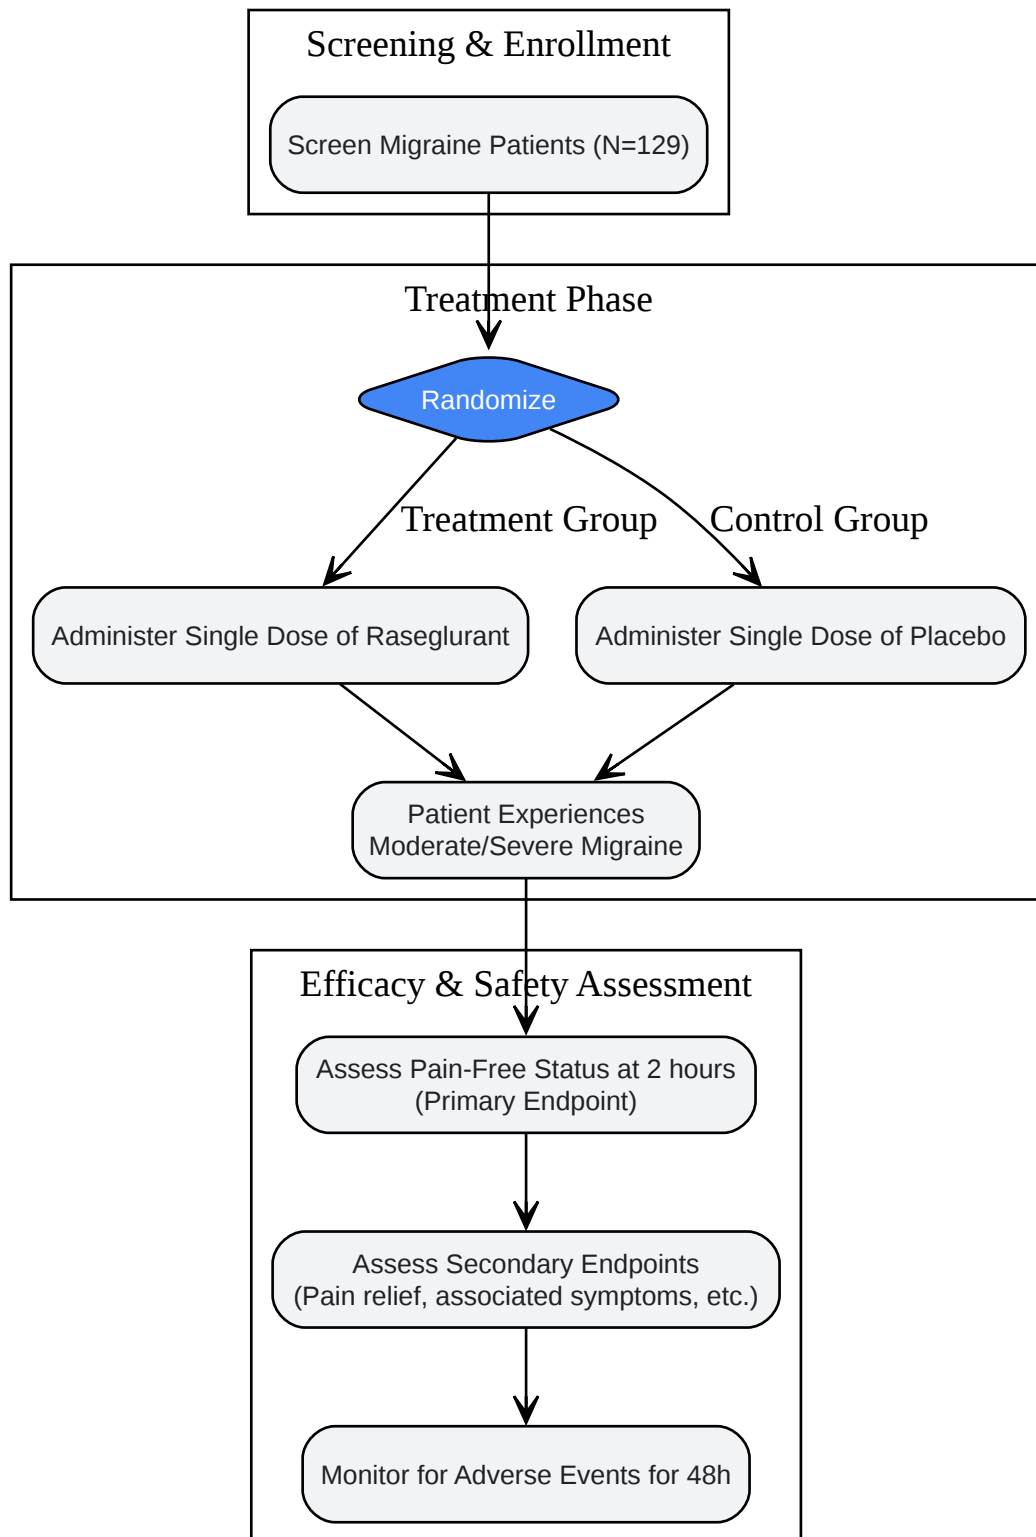 Screening & Enrollment
Screen Migraine Patients (N=129)
Treatment Phase
Randomize
Treatment Group
Control Group
Administer Single Dose of Raseglurant
Administer Single Dose of Placebo
Patient Experiences
Moderate/Severe Migraine
Efficacy & Safety Assessment
Assess Pain-Free Status at 2 hours
(Primary Endpoint)
Assess Secondary Endpoints
(Pain relief, associated symptoms, etc.)
Monitor for Adverse Events for 48h